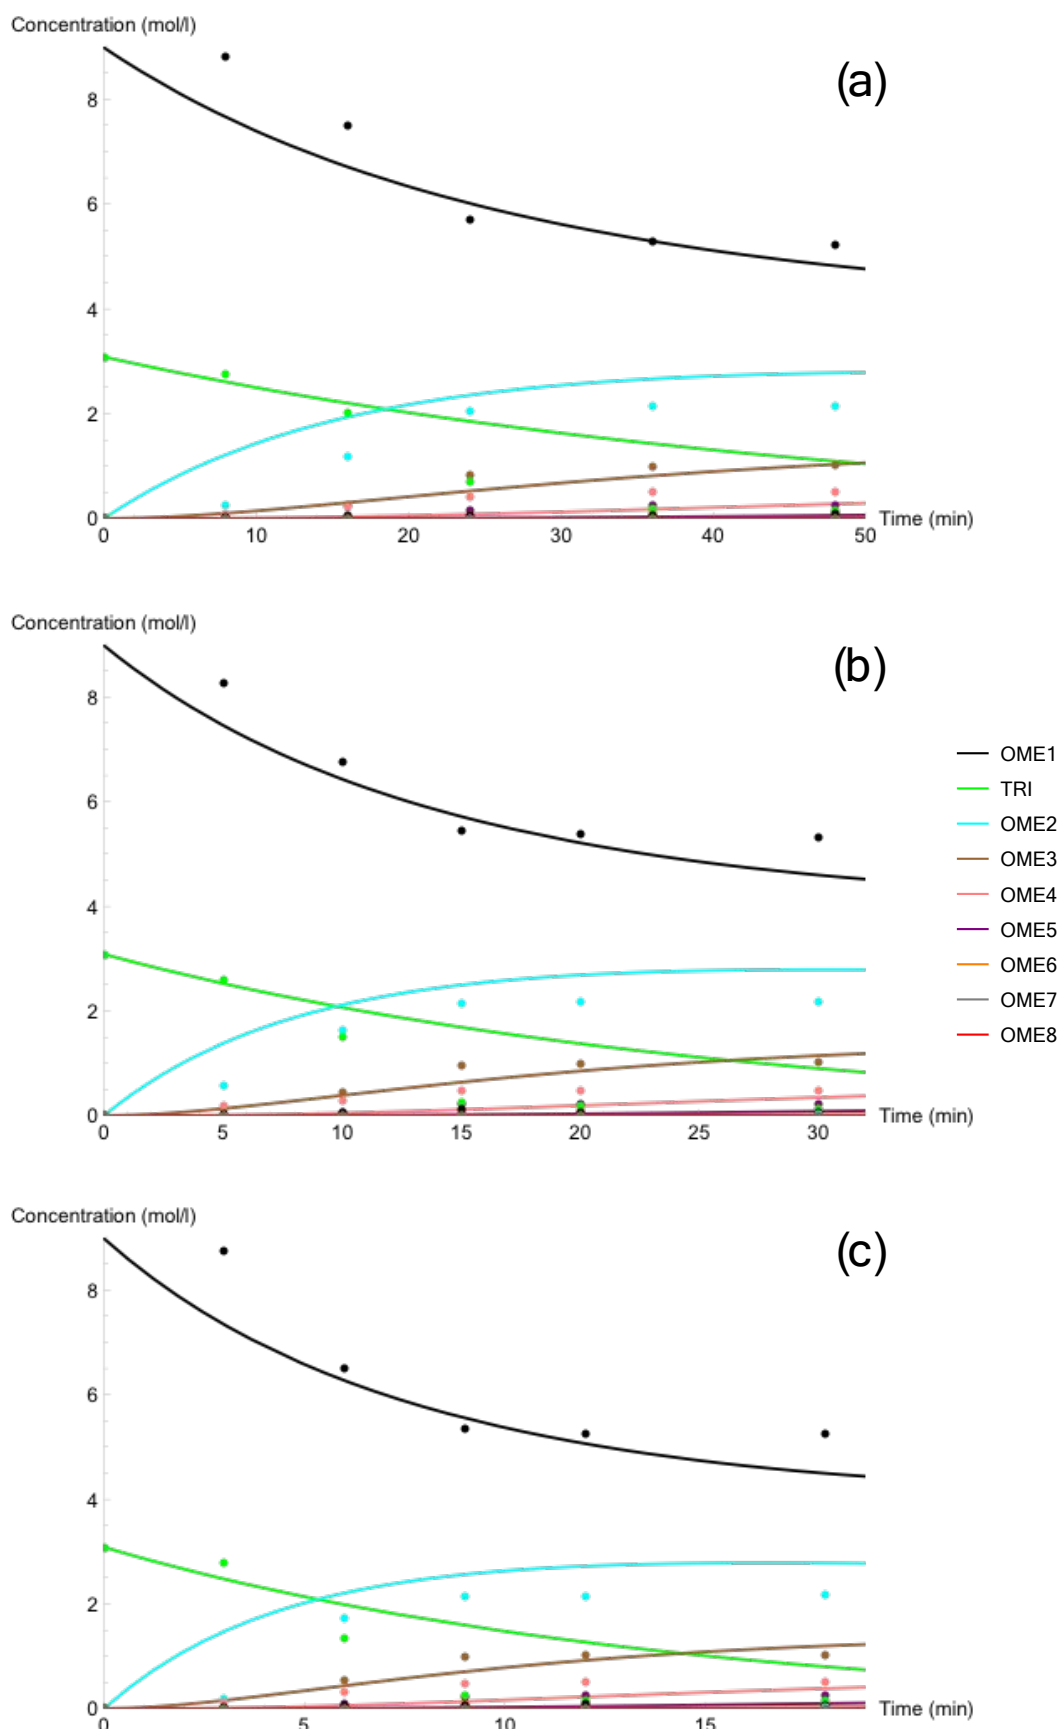 Concentration (mol/l)
(a)
8
6
4
2
0
0 10 20 30 40 50
Time (min)
Concentration (mol/l)
(b)
8
6
4
2
0
0 5 10 15 20 25 30
Time (min)
OME1
TRI
OME2
OME3
OME4
OME5
OME6
OME7
OME8
Concentration (mol/l)
(c)
8
6
4
2
0
0 5 10 15
Time (min)